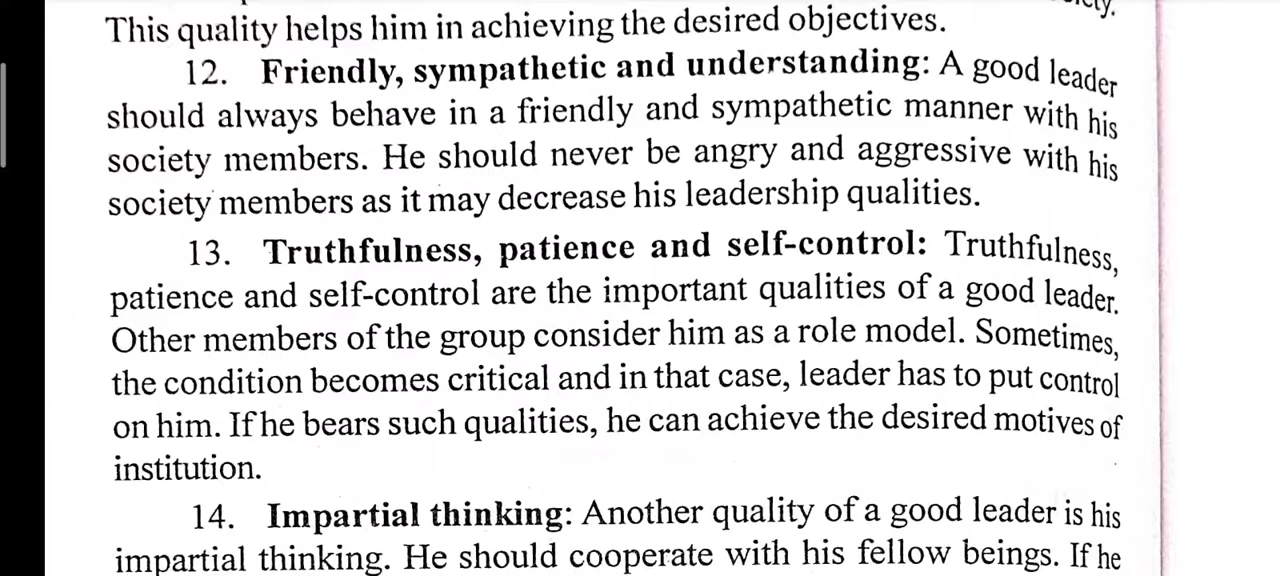 This quality helps him in achieving the desired objectives.
12. Friendly, sympathetic and understanding: A good leader
should always behave in a friendly and sympathetic manner with his
society members. He should never be angry and aggressive with his
society members as it may decrease his leadership qualities.
13. Truthfulness, patience and self-control: Truthfulness,
patience and self-control are the important qualities of a good leader.
Other members of the group consider him as a role model. Sometimes,
the condition becomes critical and in that case, leader has to put control
on him. If he bears such qualities, he can achieve the desired motives of
institution.
14. Impartial thinking: Another quality of a good leader is his
impartial thinking. He should cooperate with his fellow beings. If he